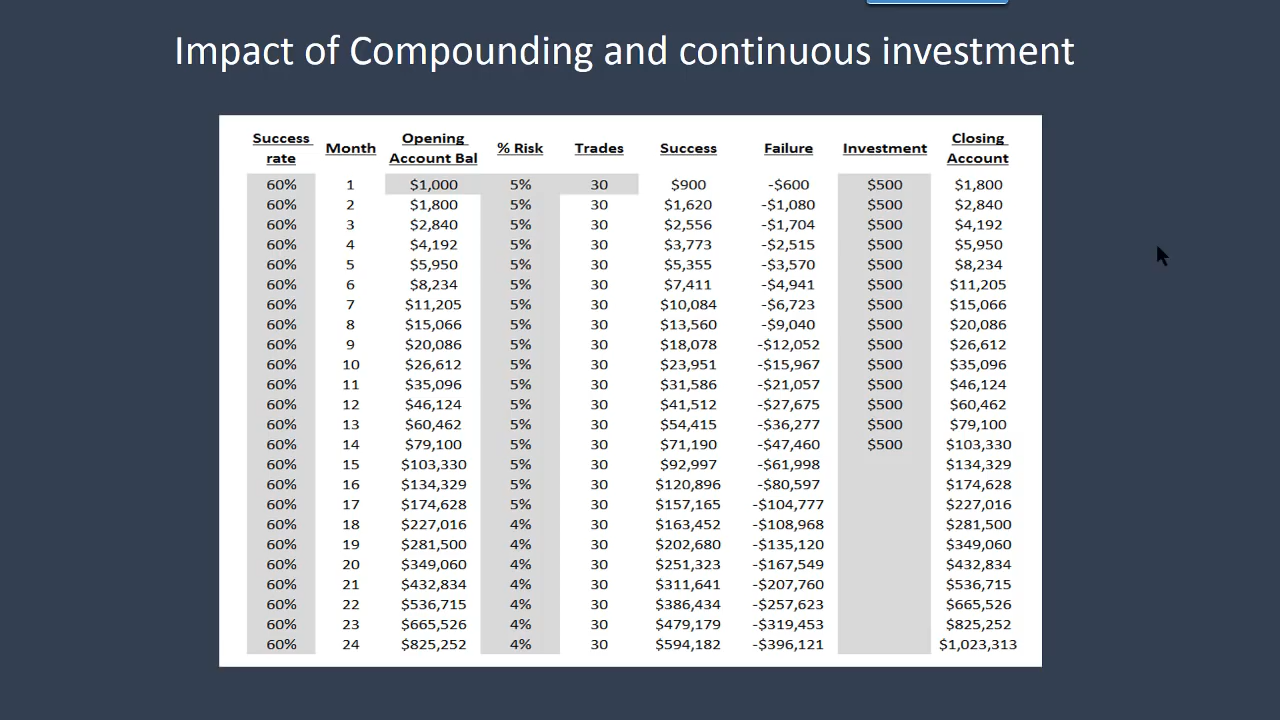 Impact of Compounding and continuous investment
Success rate Month Opening Account Bal % Risk Trades Success Failure Investment Closing Account
60% 1 $1,000 5% 30 $900 -$600 $500 $1,800
60% 2 $1,800 5% 30 $1,620 -$1,080 $500 $2,840
60% 3 $2,840 5% 30 $2,556 -$1,704 $500 $4,192
60% 4 $4,192 5% 30 $3,773 -$2,515 $500 $5,950
60% 5 $5,950 5% 30 $5,355 -$3,570 $500 $8,234
60% 6 $8,234 5% 30 $7,411 -$4,941 $500 $11,205
60% 7 $11,205 5% 30 $10,084 -$6,723 $500 $15,066
60% 8 $15,066 5% 30 $13,560 -$9,040 $500 $20,086
60% 9 $20,086 5% 30 $18,078 -$12,052 $500 $26,612
60% 10 $26,612 5% 30 $23,951 -$15,967 $500 $35,096
60% 11 $35,096 5% 30 $31,586 -$21,057 $500 $46,124
60% 12 $46,124 5% 30 $41,512 -$27,675 $500 $60,462
60% 13 $60,462 5% 30 $54,415 -$36,277 $500 $79,100
60% 14 $79,100 5% 30 $71,190 -$47,460 $500 $103,330
60% 15 $103,330 5% 30 $92,997 -$61,998 $134,329
60% 16 $134,329 5% 30 $120,896 -$80,597 $174,628
60% 17 $174,628 5% 30 $157,165 -$104,777 $227,016
60% 18 $227,016 4% 30 $163,452 -$108,968 $281,500
60% 19 $281,500 4% 30 $202,680 -$135,120 $349,060
60% 20 $349,060 4% 30 $251,323 -$167,549 $432,834
60% 21 $432,834 4% 30 $311,641 -$207,760 $536,715
60% 22 $536,715 4% 30 $386,434 -$257,623 $665,526
60% 23 $665,526 4% 30 $479,179 -$319,453 $825,252
60% 24 $825,252 4% 30 $594,182 -$396,121 $1,023,313